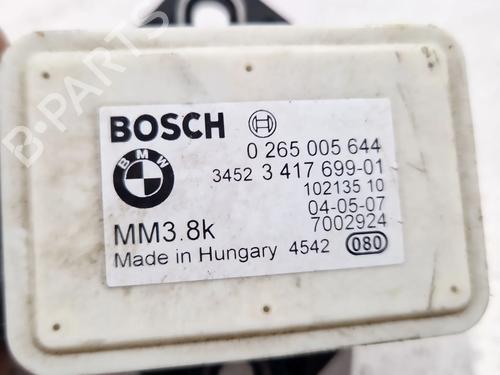 BOSCH
0 265 005 644
BMW
3452 3 417 699-01
102135 10
04-05-07
MM3.8k
7002924
Made in Hungary 4542 080
B-PARTS